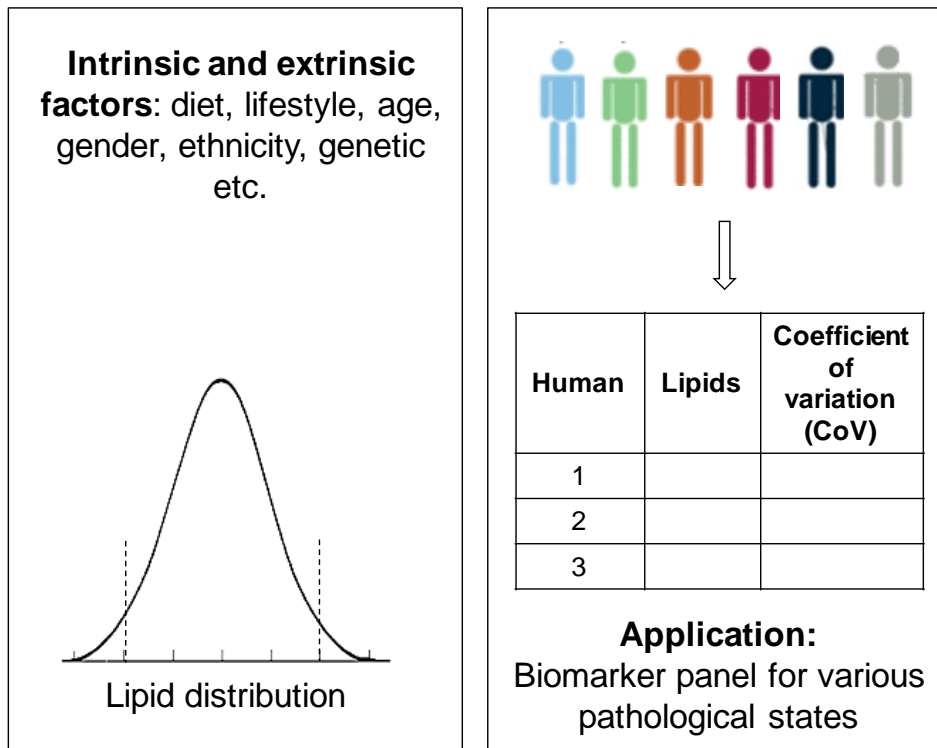 Intrinsic and extrinsic
factors: diet, lifestyle, age,
gender, ethnicity, genetic
etc.
Lipid distribution
Human
Lipids
Coefficient
of
variation
(CoV)
1
2
3
Application:
Biomarker panel for various
pathological states